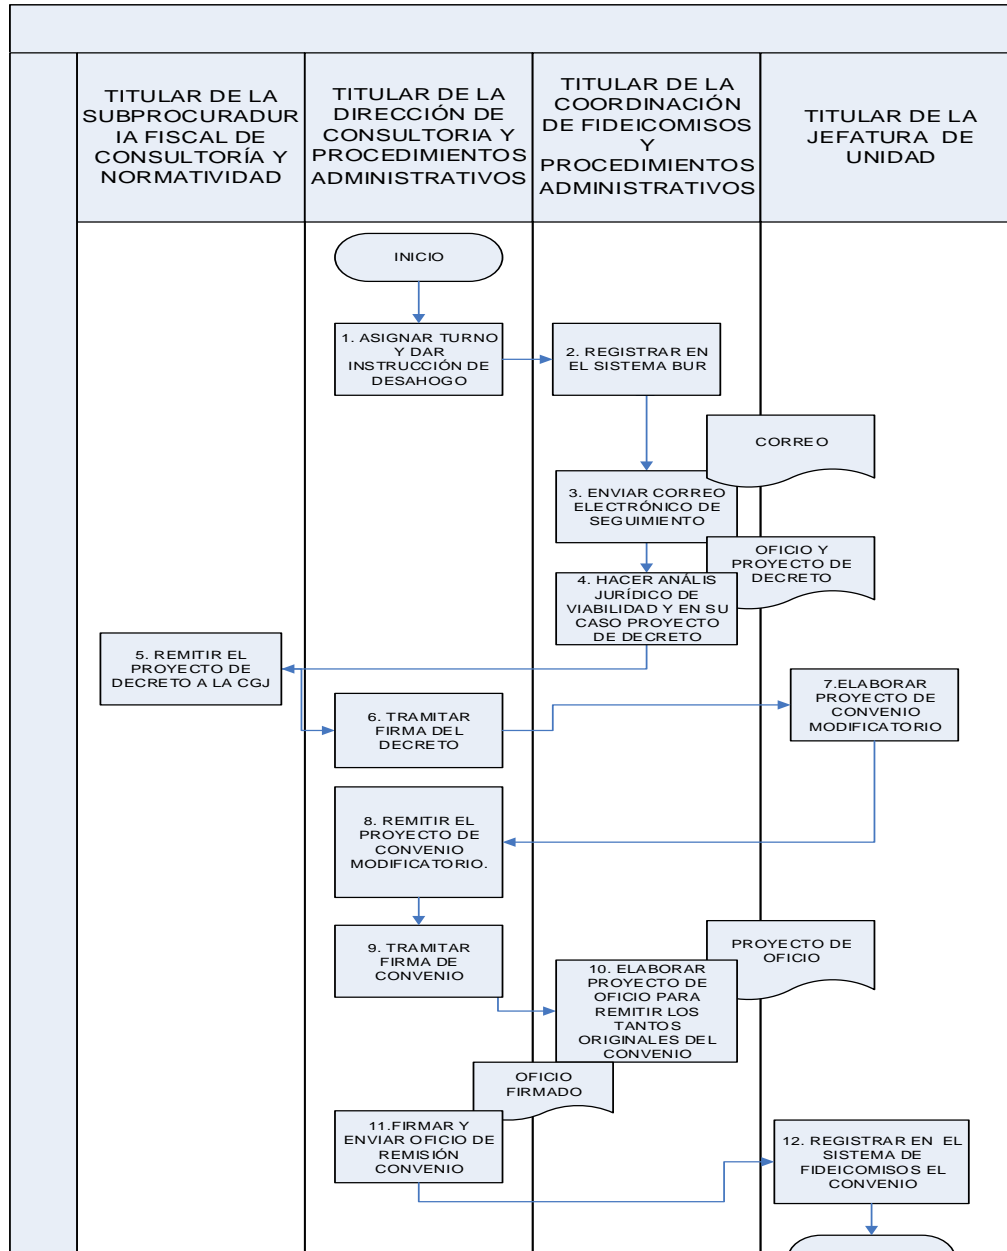 TITULAR DE LA
SUBPROCURADUR
IA FISCAL DE
CONSULTORÍA Y
NORMATIVIDAD
TITULAR DE LA
DIRECCIÓN DE
CONSULTORIA Y
PROCEDIMIENTOS
ADMINISTRATIVOS
TITULAR DE LA
COORDINACIÓN
DE FIDEICOMISOS
Y
PROCEDIMIENTOS
ADMINISTRATIVOS
TITULAR DE LA
JEFATURA DE
UNIDAD
INICIO
1. ASIGNAR TURNO
Y DAR
INSTRUCCIÓN DE
DESAHOGO
2. REGISTRAR EN
EL SISTEMA BUR
CORREO
3. ENVIAR CORREO
ELECTRÓNICO DE
SEGUIMIENTO
OFICIO Y
PROYECTO DE
DECRETO
4. HACER ANÁLIS
JURÍDICO DE
VIABILIDAD Y EN SU
CASO PROYECTO
DE DECRETO
5. REMITIR EL
PROYECTO DE
DECRETO A LA CGJ
6. TRAMITAR
FIRMA DEL
DECRETO
7.ELABORAR
PROYECTO DE
CONVENIO
MODIFICATORIO
8. REMITIR EL
PROYECTO DE
CONVENIO
MODIFICATORIO.
9. TRAMITAR
FIRMA DE
CONVENIO
PROYECTO DE
OFICIO
10. ELABORAR
PROYECTO DE
OFICIO PARA
REMITIR LOS
TANTOS
ORIGINALES DEL
CONVENIO
OFICIO
FIRMADO
11.FIRMAR Y
ENVIAR OFICIO DE
REMISIÓN
CONVENIO
12. REGISTRAR EN EL
SISTEMA DE
FIDEICOMISOS EL
CONVENIO